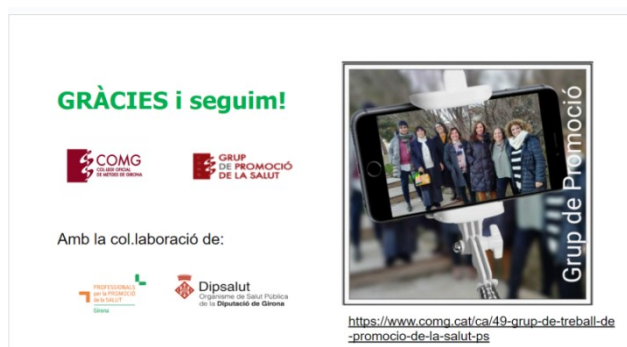 GRÀCIES i seguim!
COMG
COL·LEGI OFICIAL
DE METGES DE GIRONA
GRUP
DE PROMOCIÓ
DE LA SALUT
Amb la col.laboració de:
PROFESSIONALS
per la PROMOCIÓ
de la SALUT
Girona
Dipsalut
Organisme de Salut Pública
de la Diputació de Girona
Grup de Promoció
https://www.comg.cat/ca/49-grup-de-treball-de
-promocio-de-la-salut-ps